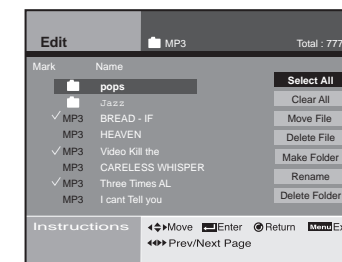 Edit MP3 Total : 777
Mark Name
pops Select All
Jazz Clear All
MP3 BREAD - IF Move File
MP3 HEAVEN Delete File
MP3 Video Kill the Make Folder
MP3 CARELESS WHISPER Rename
MP3 Three Times AL Delete Folder
MP3 I cant Tell you
Instructions Move Enter Return Menu Ex
Prev/Next Page